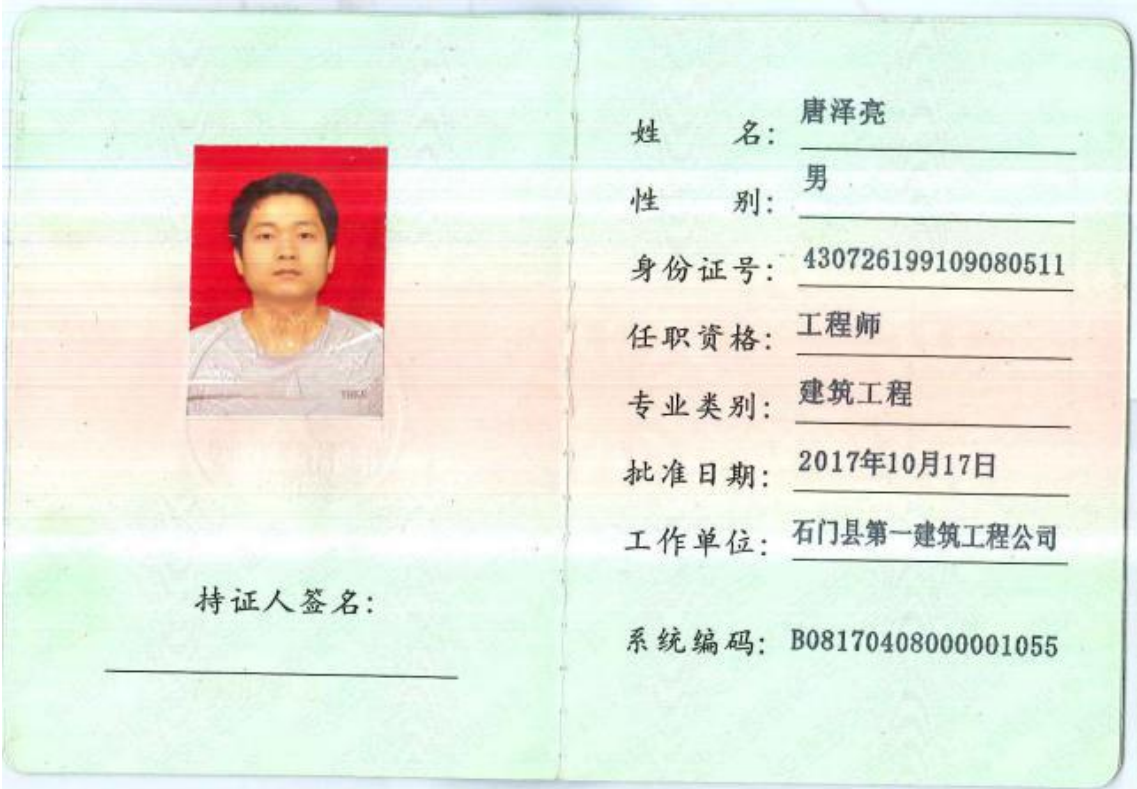 持证人签名:
姓名: 唐泽亮
性别: 男
身份证号: 430726199109080511
任职资格: 工程师
专业类别: 建筑工程
批准日期: 2017年10月17日
工作单位: 石门县第一建筑工程公司
系统编码: B08170408000001055